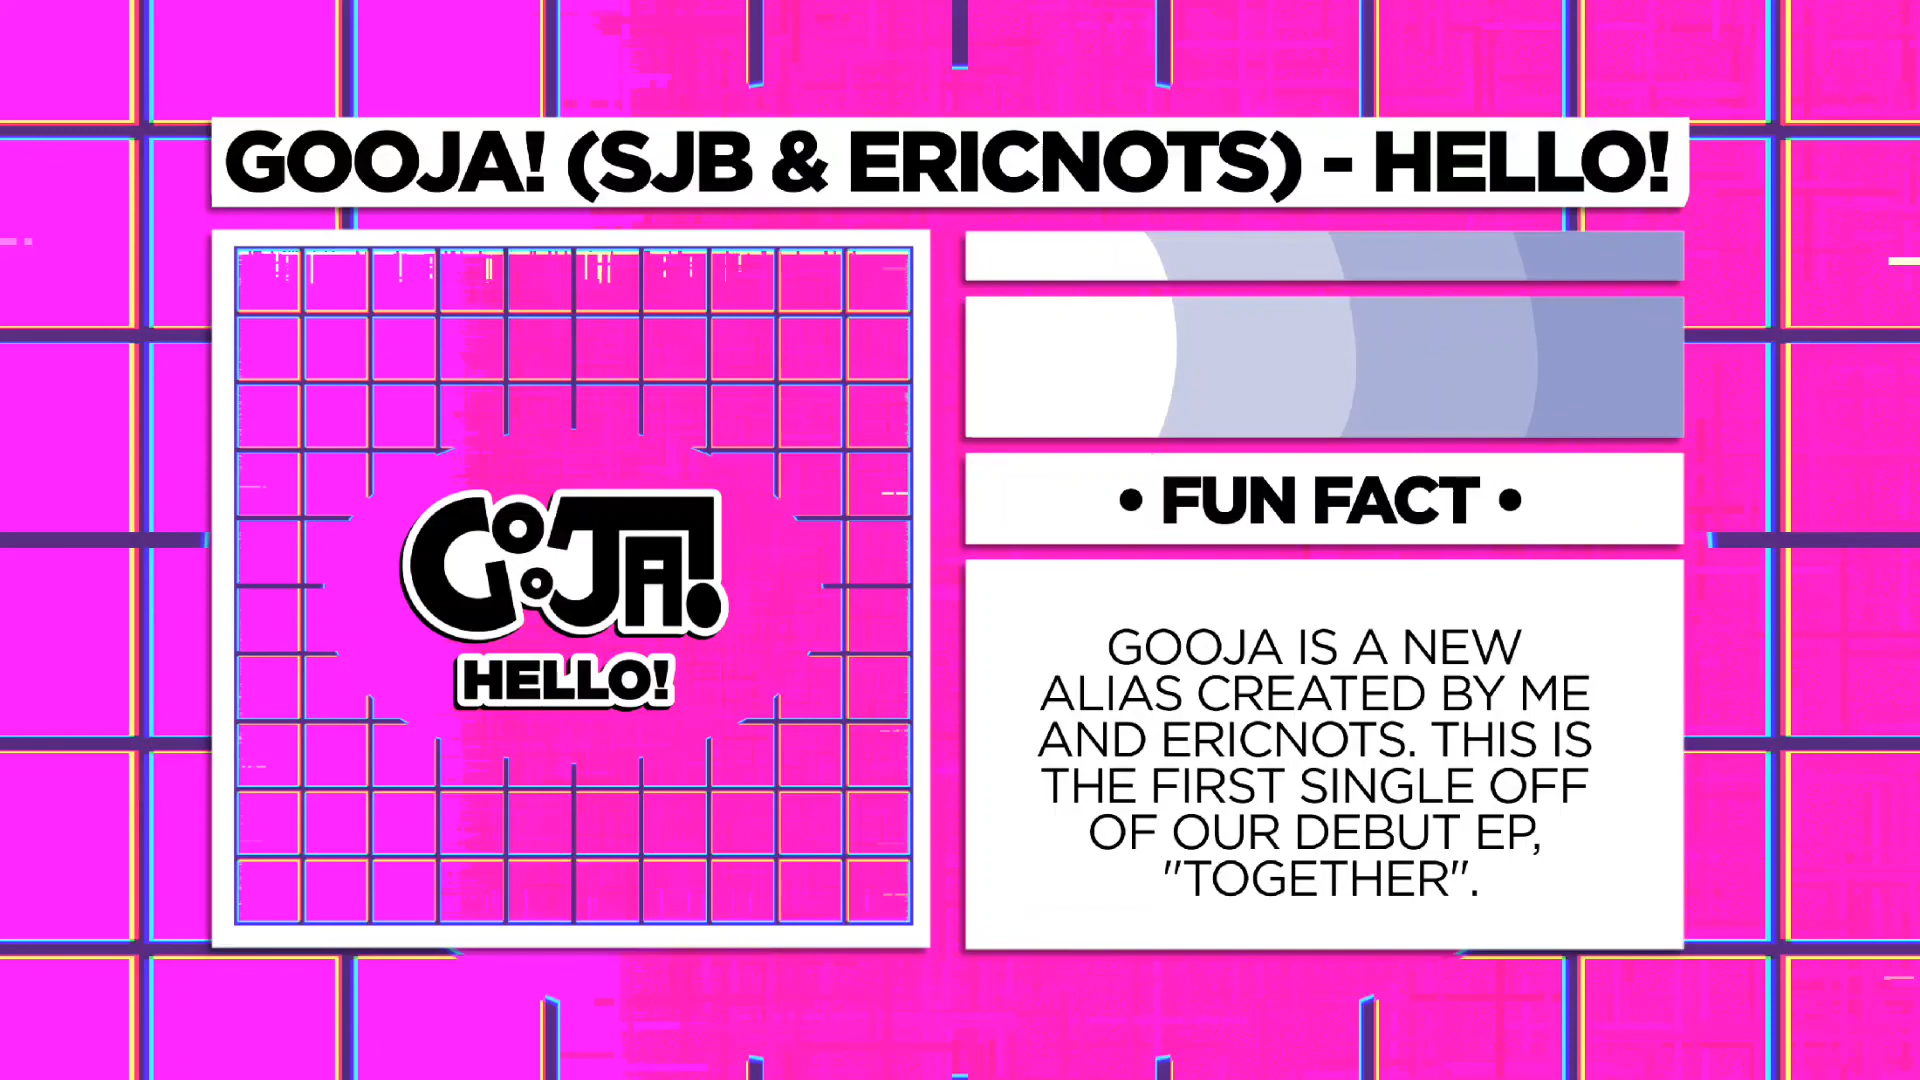 GOOJA! (SJB & ERICNOTS) - HELLO!
GOOJA!
HELLO!
• FUN FACT •
GOOJA IS A NEW
ALIAS CREATED BY ME
AND ERICNOTS. THIS IS
THE FIRST SINGLE OFF
OF OUR DEBUT EP,
"TOGETHER".